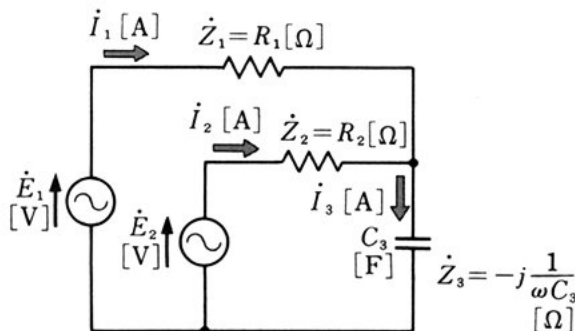 İ₁ [A]
Ż₁=R₁[Ω]
İ₂ [A]
Ż₂=R₂[Ω]
Ė₁
[V]
Ė₂
[V]
İ₃ [A]
C₃
[F]
Ż₃=−j 1/ωC₃
[Ω]